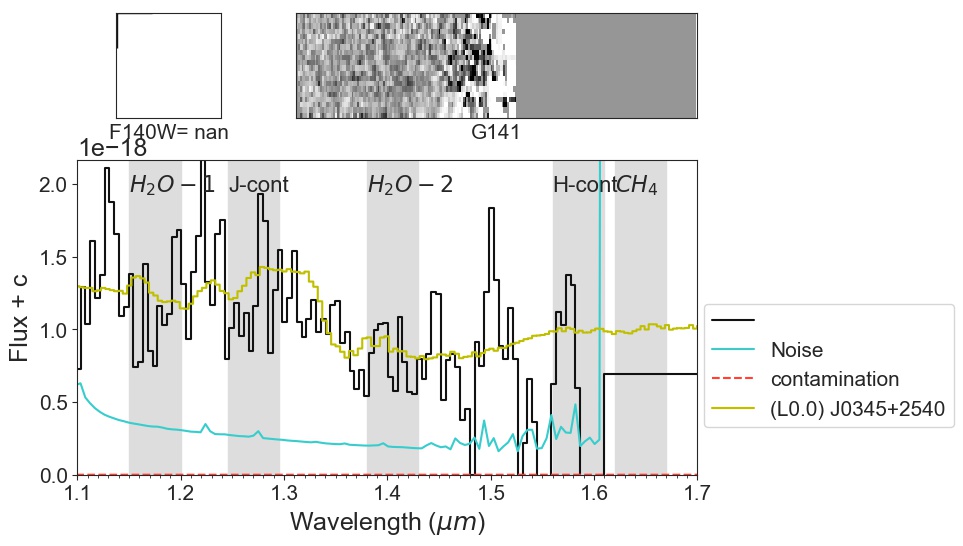 F140W= nan
G141
1e−18
H₂O − 1 J-cont H₂O − 2 H-cont CH₄
2.0
1.5
1.0
0.5
0.0
Flux + c
1.1 1.2 1.3 1.4 1.5 1.6 1.7
Wavelength (μm)
Noise
contamination
(L0.0) J0345+2540